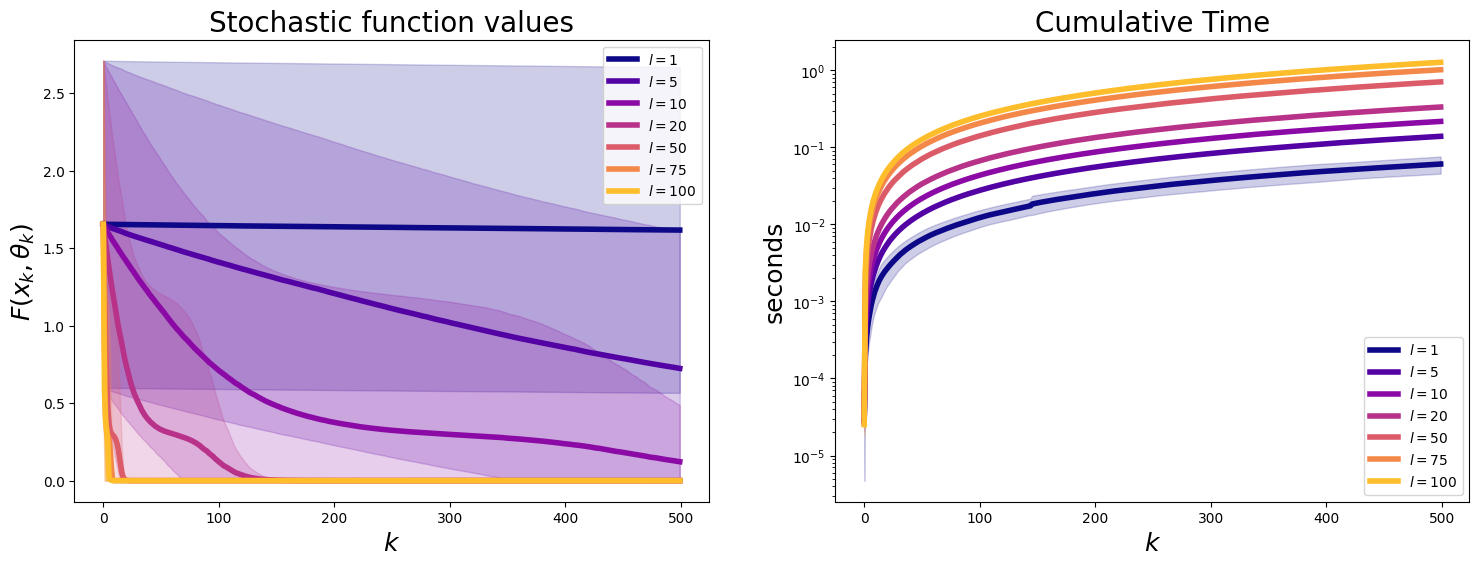 Stochastic function values
F(x_k, θ_k)
2.5
2.0
1.5
1.0
0.5
0.0
l = 1
l = 5
l = 10
l = 20
l = 50
l = 75
l = 100
0 100 200 300 400 500
k
Cumulative Time
seconds
10⁰
10⁻¹
10⁻²
10⁻³
10⁻⁴
10⁻⁵
l = 1
l = 5
l = 10
l = 20
l = 50
l = 75
l = 100
0 100 200 300 400 500
k